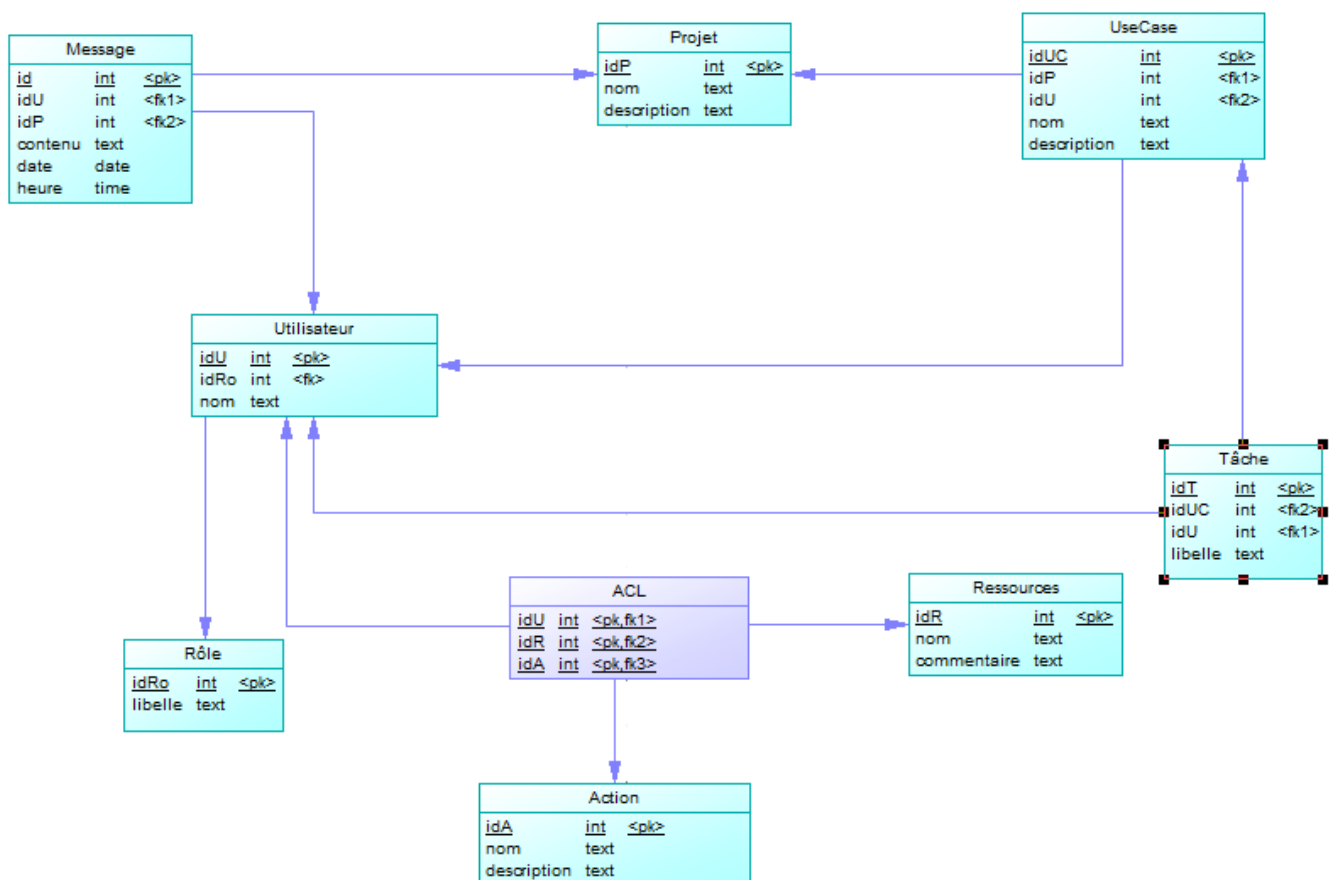 Message
id int <pk>
idU int <fk1>
idP int <fk2>
contenu text
date date
heure time
Projet
idP int <pk>
nom text
description text
UseCase
idUC int <pk>
idP int <fk1>
idU int <fk2>
nom text
description text
Utilisateur
idU int <pk>
idRo int <fk>
nom text
Tâche
idT int <pk>
idUC int <fk2>
idU int <fk1>
libelle text
ACL
idU int <pk,fk1>
idR int <pk,fk2>
idA int <pk,fk3>
Ressources
idR int <pk>
nom text
commentaire text
Rôle
idRo int <pk>
libelle text
Action
idA int <pk>
nom text
description text